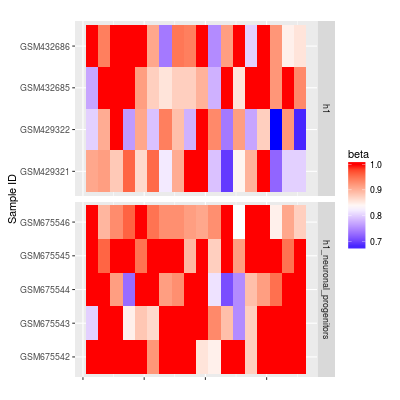 GSM432686
GSM432685
GSM429322
GSM429321
h1
GSM675546
GSM675545
GSM675544
GSM675543
GSM675542
h1_neuronal_progenitors
Sample ID
beta
1.0
0.9
0.8
0.7